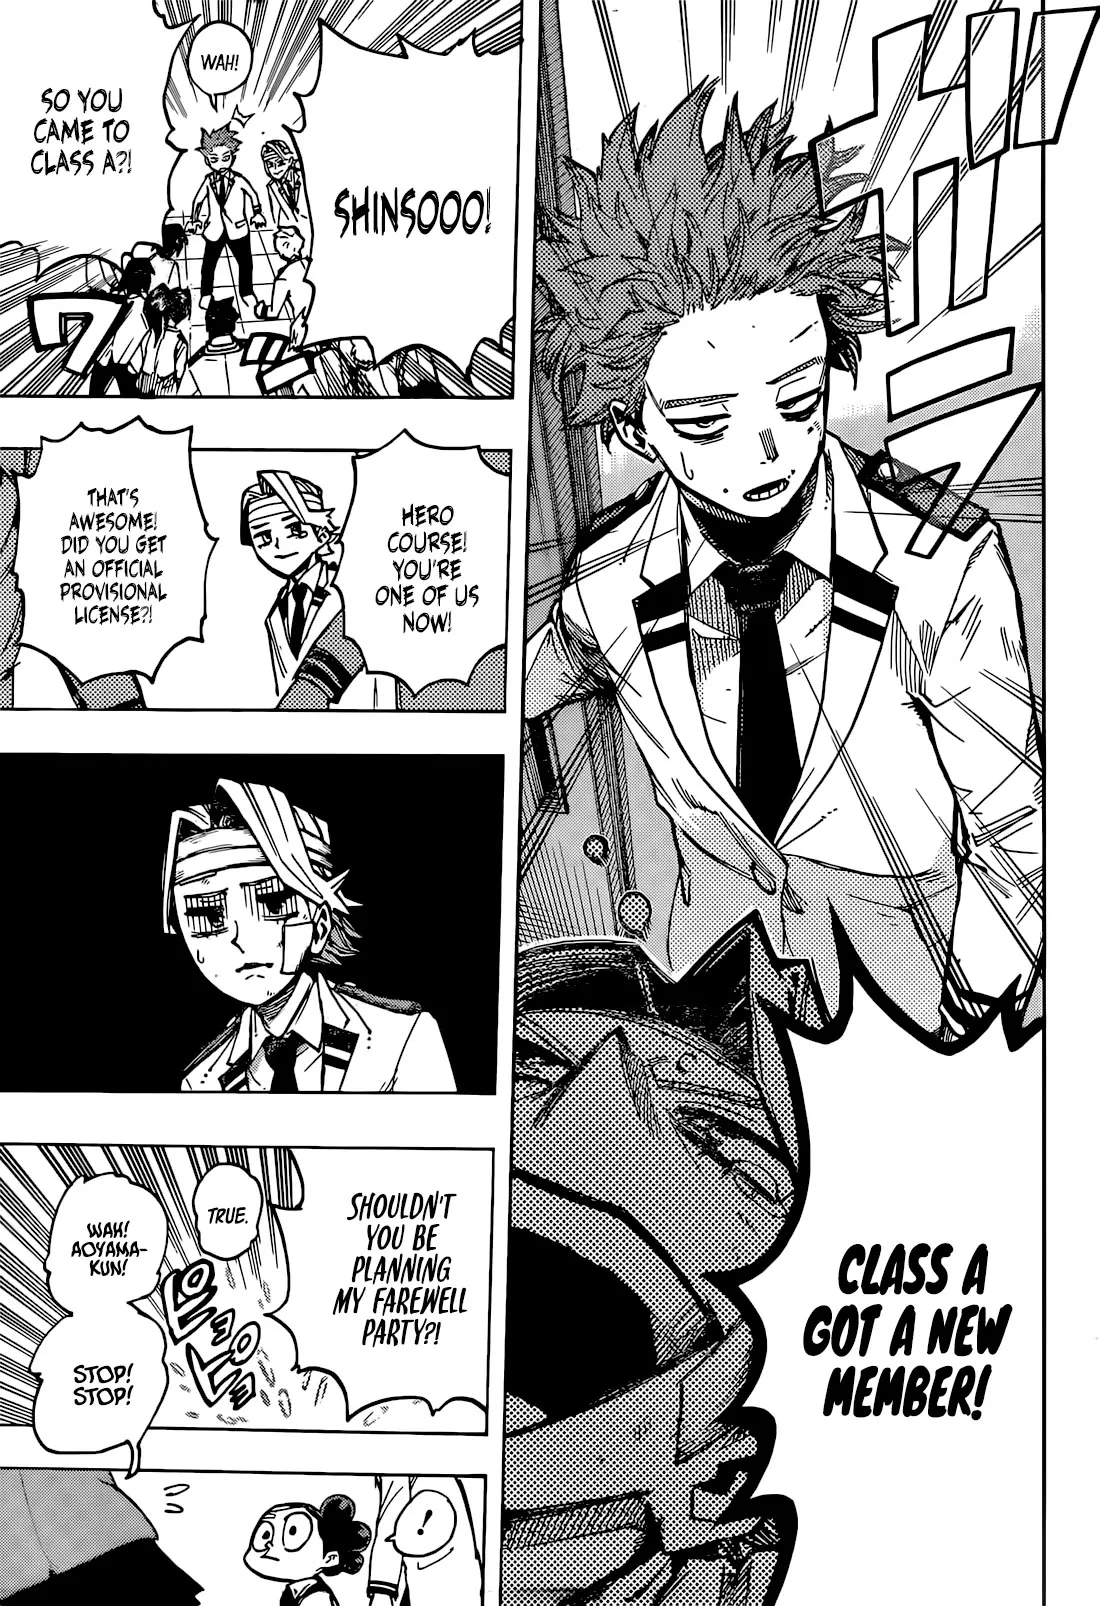 CLASS A
GOT A NEW
MEMBER!
SHINSOOO!
WAH!
SO YOU
CAME TO
CLASS A?!
HERO
COURSE!
YOU'RE
ONE OF US
NOW!
THAT'S
AWESOME!
DID YOU GET
AN OFFICIAL
PROVISIONAL
LICENSE?!
SHOULDN'T
YOU BE
PLANNING
MY FAREWELL
PARTY?!
TRUE.
WAH!
AOYAMA-
KUN!
STOP!
STOP!
!